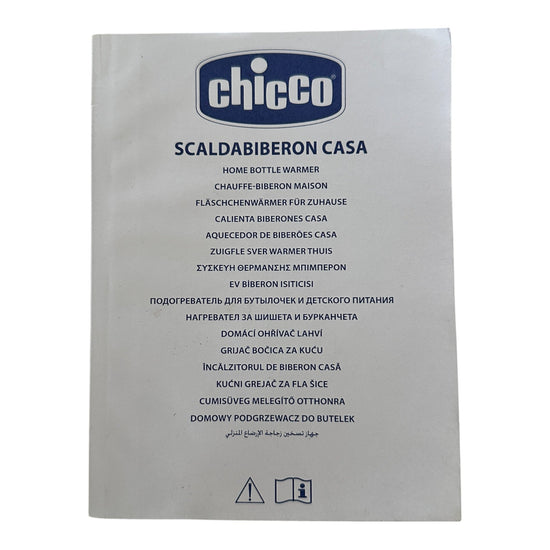 chicco®
SCALDABIBERON CASA
HOME BOTTLE WARMER
CHAUFFE-BIBERON MAISON
FLÄSCHCHENWÄRMER FÜR ZUHAUSE
CALIENTA BIBERONES CASA
AQUECEDOR DE BIBERÕES CASA
ZUIGFLE SVER WARMER THUIS
ΣΥΣΚΕΥΗ ΘΕΡΜΑΝΣΗΣ ΜΠΙΜΠΕΡΟΝ
EV BİBERON ISITICISI
ПОДОГРЕВАТЕЛЬ ДЛЯ БУТЫЛОЧЕК И ДЕТСКОГО ПИТАНИЯ
НАГРЕВАТЕЛ ЗА ШИШЕТА И БУРКАНЧЕТА
DOMÁCÍ OHŘÍVAČ LAHVÍ
GRIJAČ BOČICA ZA KUĆU
ÎNCĂLZITORUL DE BIBERON CASĂ
KUĆNI GREJAČ ZA FLA ŠICE
CUMISÜVEG MELEGÍTŐ OTTHONRA
DOMOWY PODGRZEWACZ DO BUTELEK
جهاز تسخين زجاجة الإرضاع المنزلي